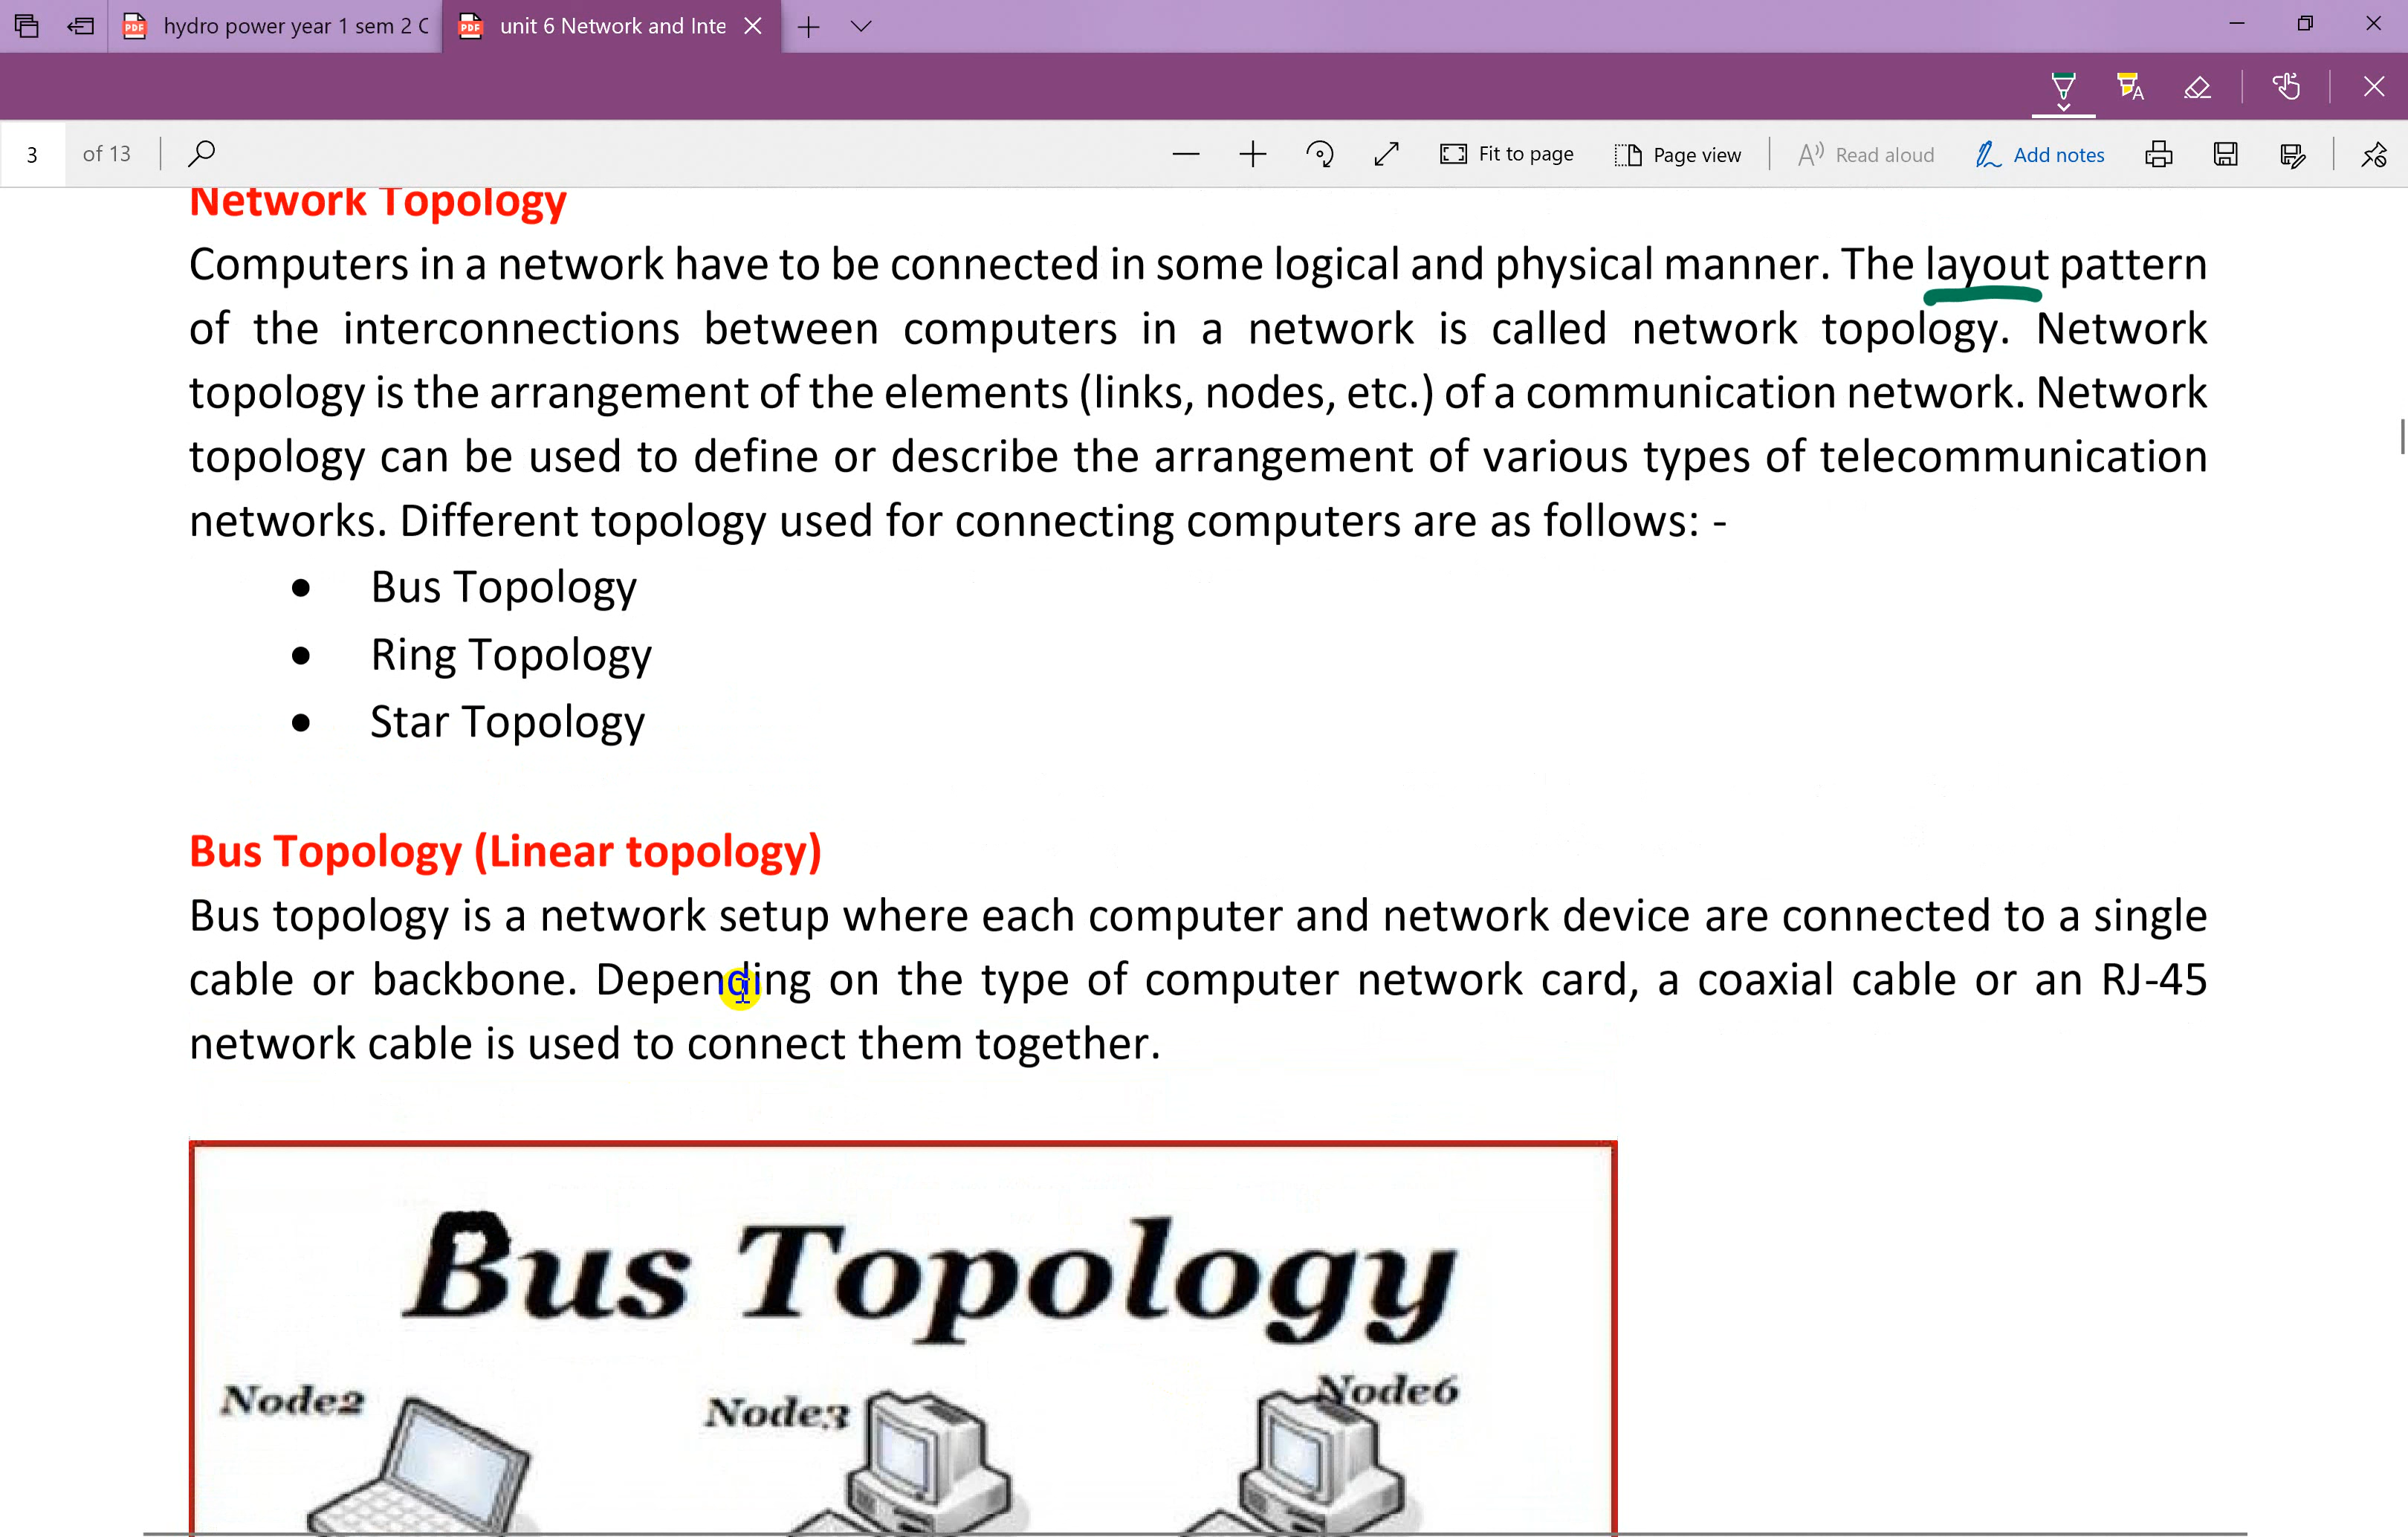 hydro power year 1 sem 2 C
unit 6 Network and Inte
3 of 13
Fit to page
Page view
Read aloud
Add notes
Network Topology
Computers in a network have to be connected in some logical and physical manner. The layout pattern
of the interconnections between computers in a network is called network topology. Network
topology is the arrangement of the elements (links, nodes, etc.) of a communication network. Network
topology can be used to define or describe the arrangement of various types of telecommunication
networks. Different topology used for connecting computers are as follows: -
• Bus Topology
• Ring Topology
• Star Topology
Bus Topology (Linear topology)
Bus topology is a network setup where each computer and network device are connected to a single
cable or backbone. Depending on the type of computer network card, a coaxial cable or an RJ-45
network cable is used to connect them together.
Bus Topology
Node2
Node3
Node6